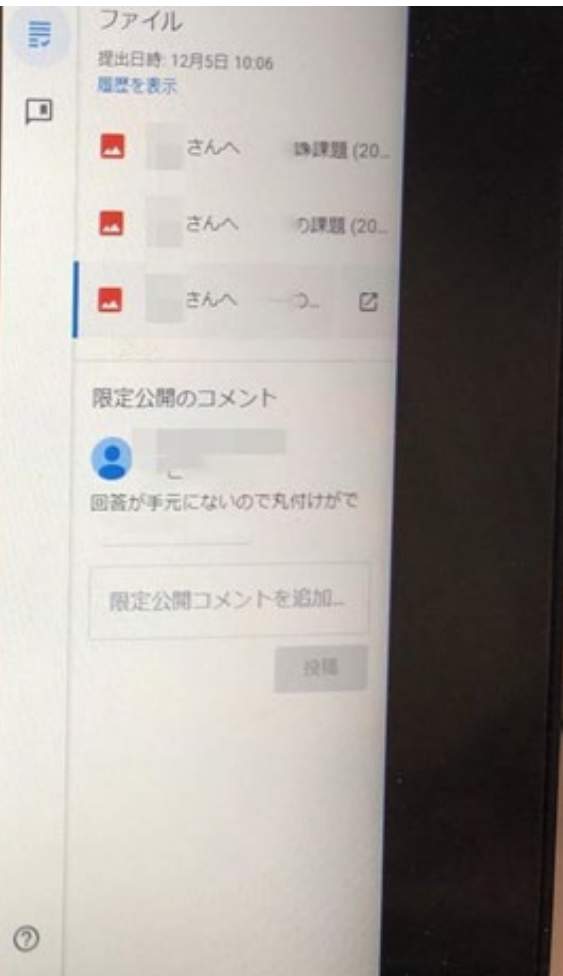 ファイル
提出日時: 12月5日 10:06
履歴を表示
さんへ 課題 (20...
さんへ の課題 (20...
さんへ
限定公開のコメント
回答が手元にないので丸付けがで
限定公開コメントを追加...
投稿